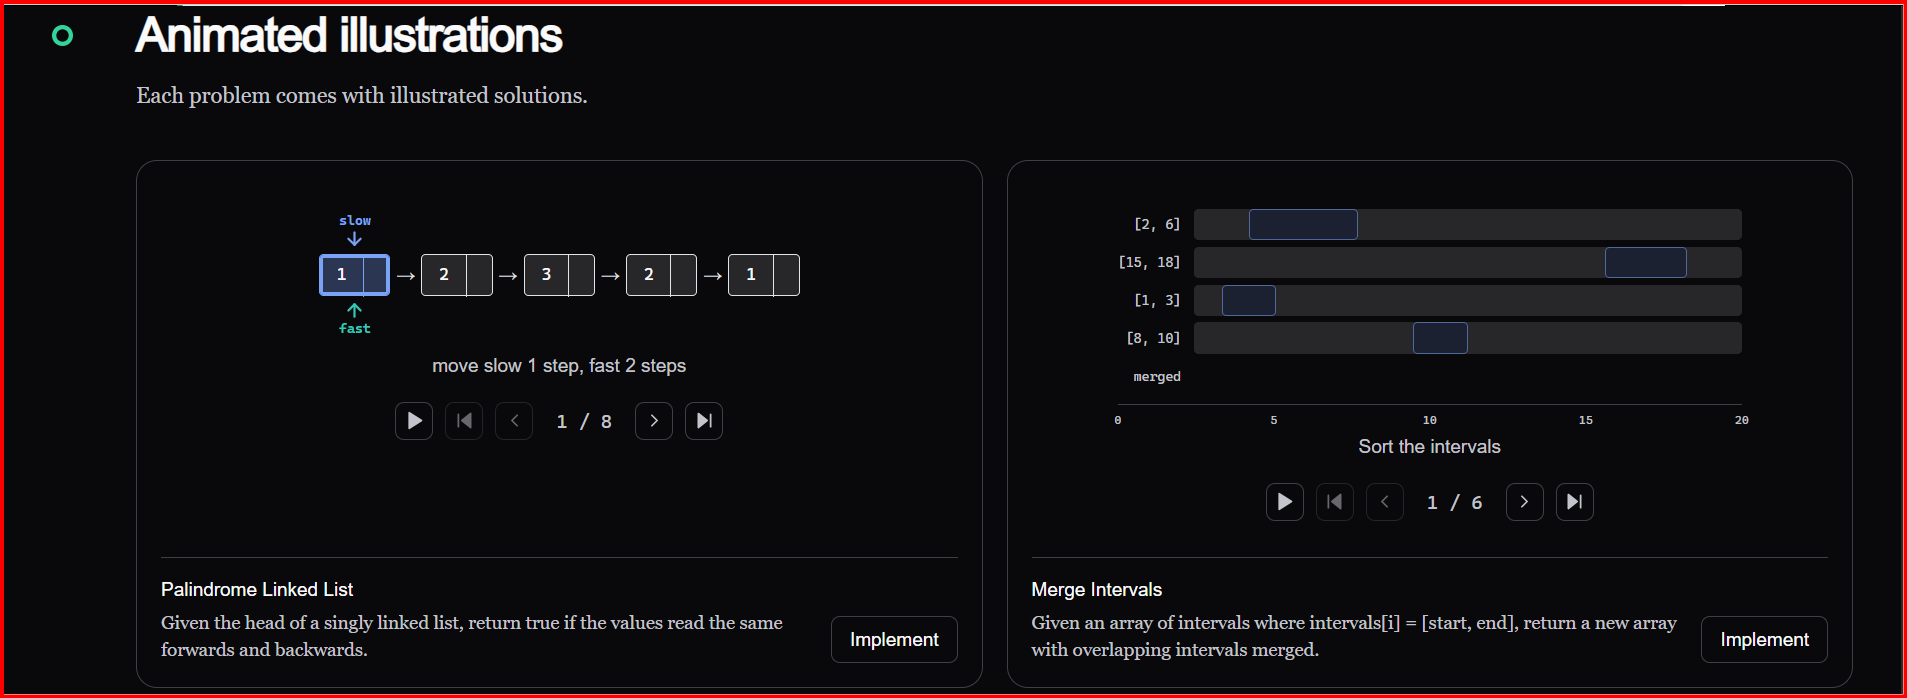 Animated illustrations
Each problem comes with illustrated solutions.
slow
1 → 2 → 3 → 2 → 1
fast
move slow 1 step, fast 2 steps
1 / 8
Palindrome Linked List
Given the head of a singly linked list, return true if the values read the same
forwards and backwards.
Implement
[2, 6]
[15, 18]
[1, 3]
[8, 10]
merged
0 5 10 15 20
Sort the intervals
1 / 6
Merge Intervals
Given an array of intervals where intervals[i] = [start, end], return a new array
with overlapping intervals merged.
Implement